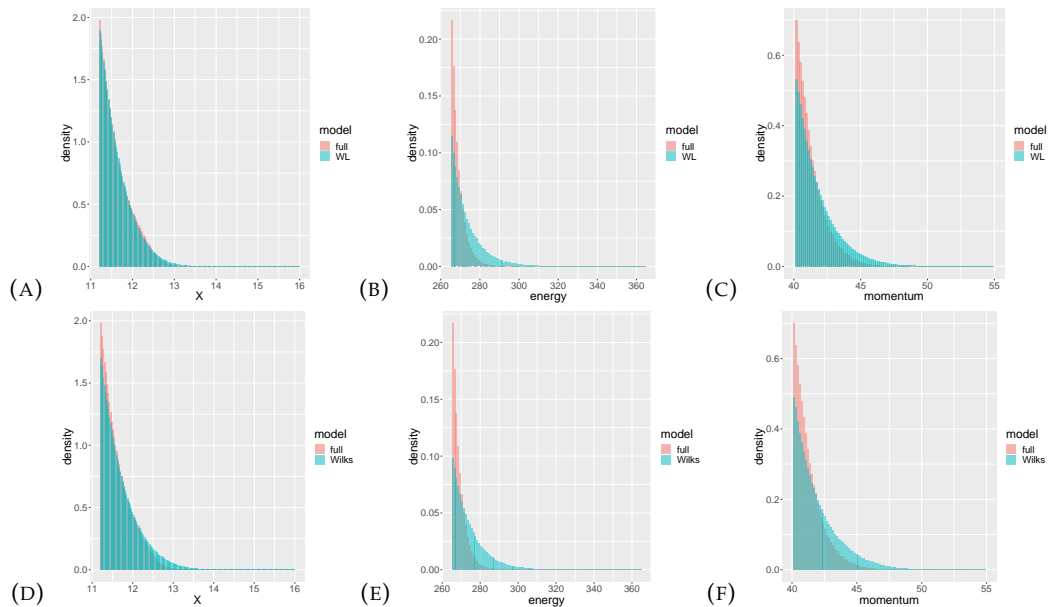 2.0
1.5
1.0
0.5
0.0
density
11 12 13 14 15 16
X
model
full
WL
(A)
0.20
0.15
0.10
0.05
0.00
density
260 280 300 320 340 360
energy
model
full
WL
(B)
0.6
0.4
0.2
0.0
density
40 45 50 55
momentum
model
full
WL
(C)
2.0
1.5
1.0
0.5
0.0
density
11 12 13 14 15 16
X
model
full
Wilks
(D)
0.20
0.15
0.10
0.05
0.00
density
260 280 300 320 340 360
energy
model
full
Wilks
(E)
0.6
0.4
0.2
0.0
density
40 45 50 55
momentum
model
full
Wilks
(F)